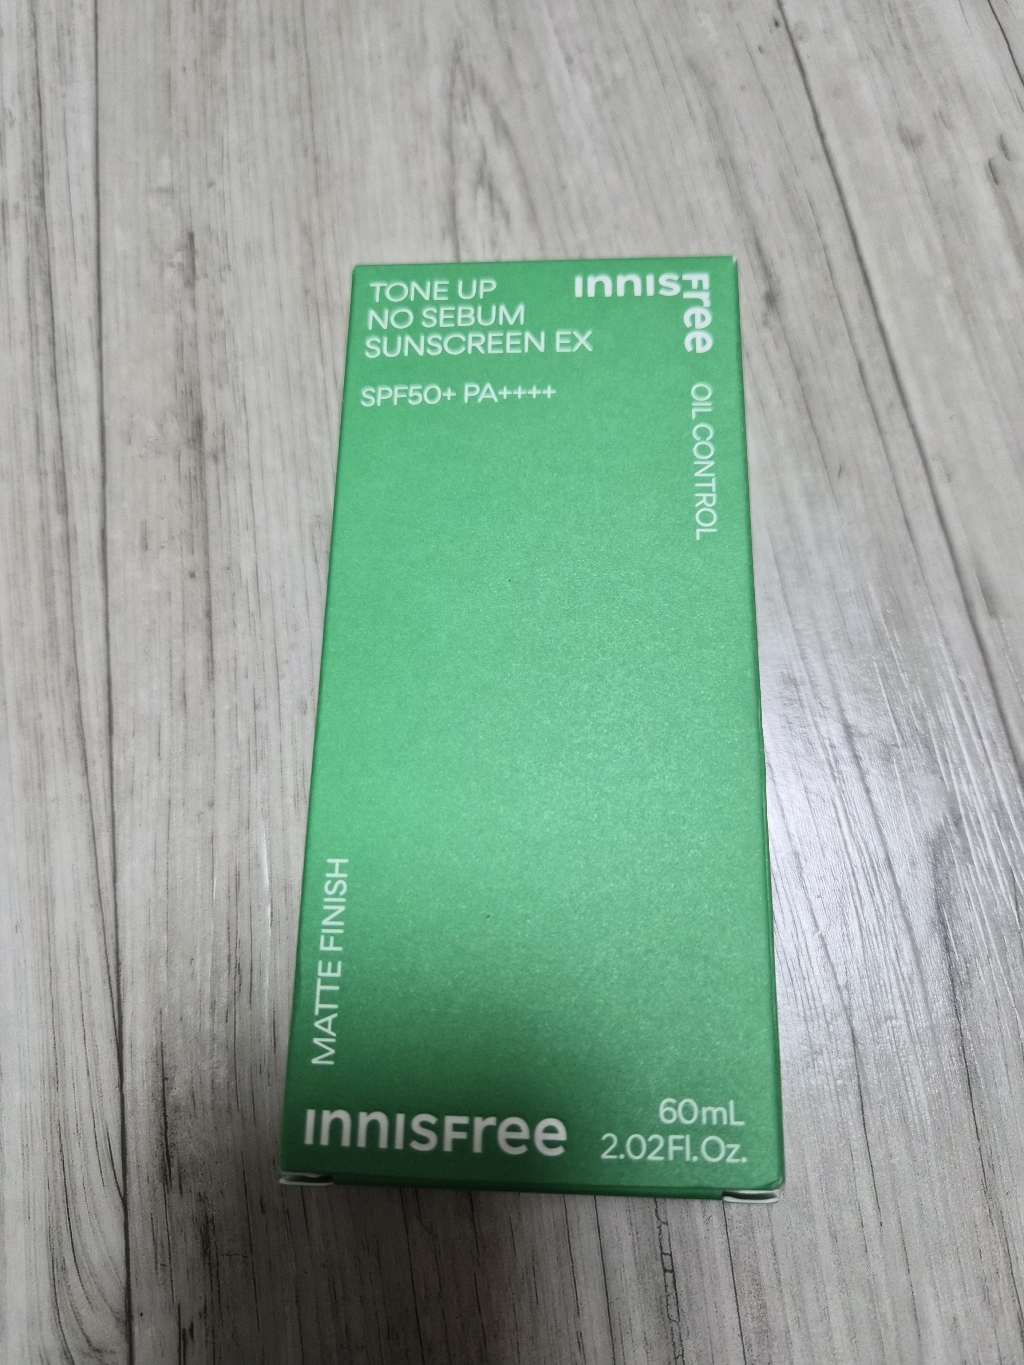 TONE UP
NO SEBUM
SUNSCREEN EX
SPF50+ PA++++
INNISFree
OIL CONTROL
MATTE FINISH
INNISFree
60mL
2.02Fl.Oz.